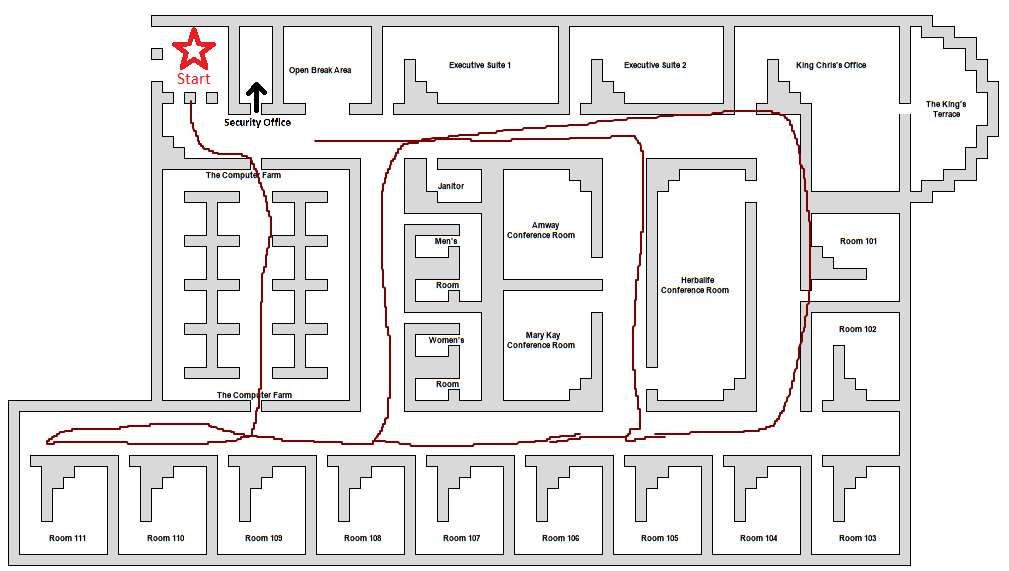 Start
Open Break Area
Executive Suite 1
Executive Suite 2
King Chris's Office
The King's
Terrace
Security Office
The Computer Farm
Janitor
Men's
Room
Amway
Conference Room
Room 101
Herbalife
Conference Room
Women's
Room
Mary Kay
Conference Room
Room 102
The Computer Farm
Room 111
Room 110
Room 109
Room 108
Room 107
Room 106
Room 105
Room 104
Room 103